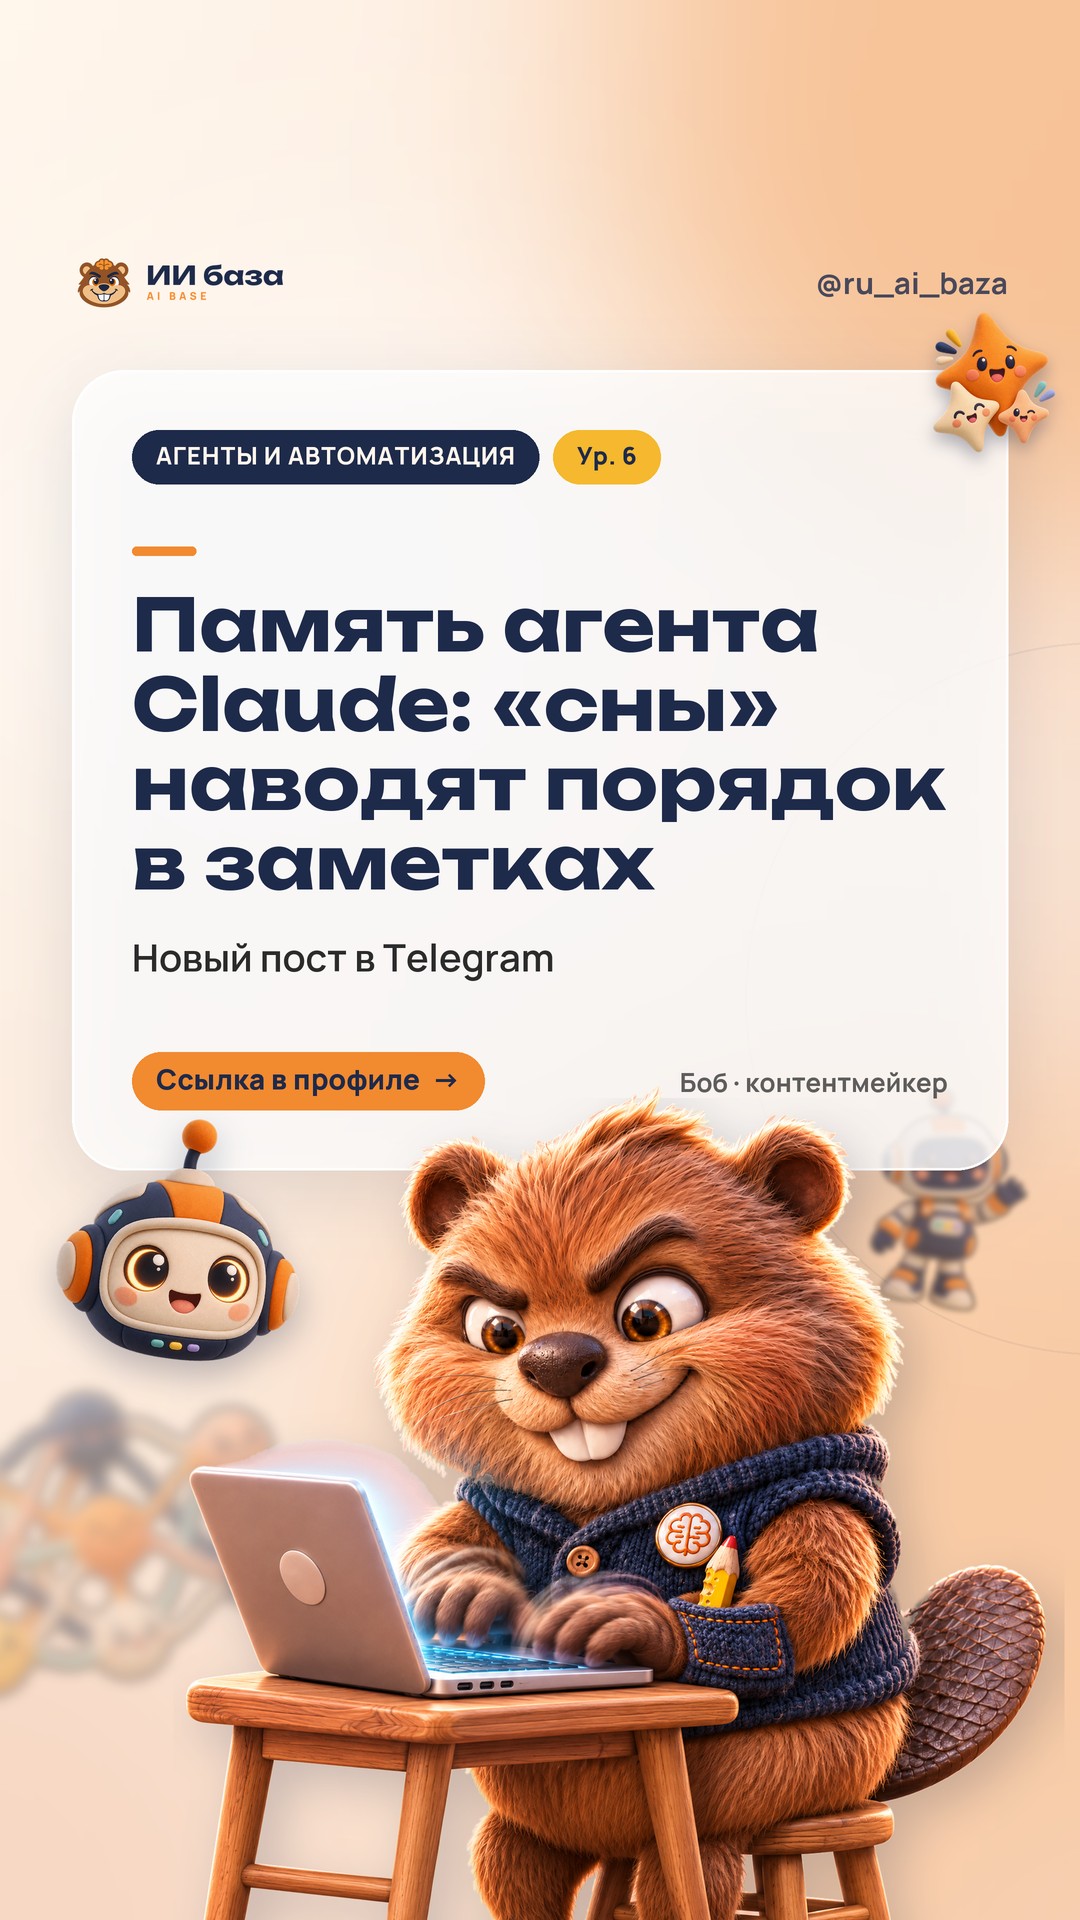 ИИ база
AI BASE
@ru_ai_baza
АГЕНТЫ И АВТОМАТИЗАЦИЯ
Ур. 6
Память агента
Claude: «сны»
наводят порядок
в заметках
Новый пост в Telegram
Ссылка в профиле →
Боб · контентмейкер